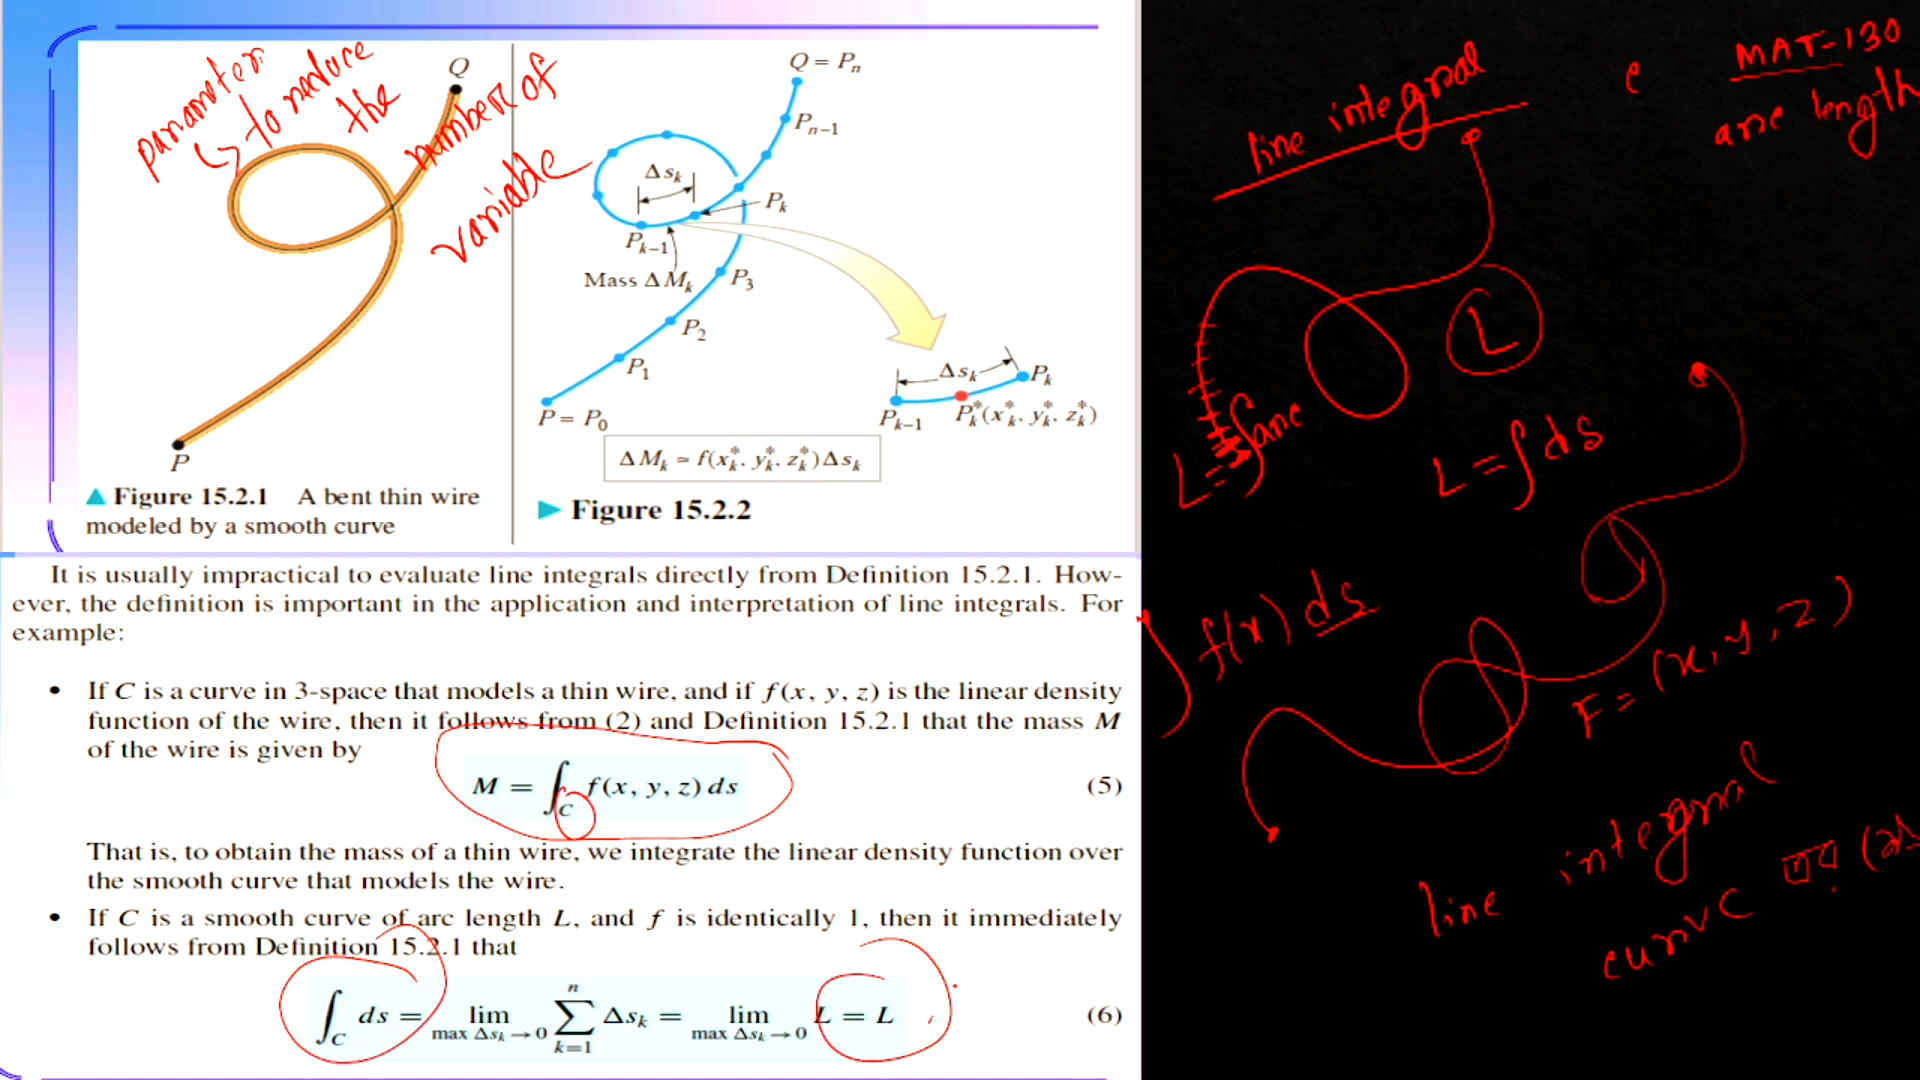 parameter
↳ to reduce
the
number of
variable
Q
P
▲ Figure 15.2.1 A bent thin wire
modeled by a smooth curve
Q = Pₙ
Pₙ₋₁
Δsₖ
Pₖ
Pₖ₋₁
Mass ΔMₖ
P₃
P₂
P₁
P = P₀
Δsₖ
Pₖ
Pₖ₋₁
Pₖ*(xₖ*, yₖ*, zₖ*)
ΔMₖ ≈ f(xₖ*, yₖ*, zₖ*)Δsₖ
► Figure 15.2.2
It is usually impractical to evaluate line integrals directly from Definition 15.2.1. How-
ever, the definition is important in the application and interpretation of line integrals. For
example:
• If C is a curve in 3-space that models a thin wire, and if f(x, y, z) is the linear density
function of the wire, then it follows from (2) and Definition 15.2.1 that the mass M
of the wire is given by
M = ∫_C f(x, y, z) ds (5)
That is, to obtain the mass of a thin wire, we integrate the linear density function over
the smooth curve that models the wire.
• If C is a smooth curve of arc length L, and f is identically 1, then it immediately
follows from Definition 15.2.1 that
∫_C ds = lim_{max Δsₖ→0} ∑_{k=1}^{n} Δsₖ = lim_{max Δsₖ→0} L = L (6)
line integral
MAT-130
arc length
L
L = ∫arc
L = ∫ds
∫f(x) ds
F = (x, y, z)
line integral
curve এর